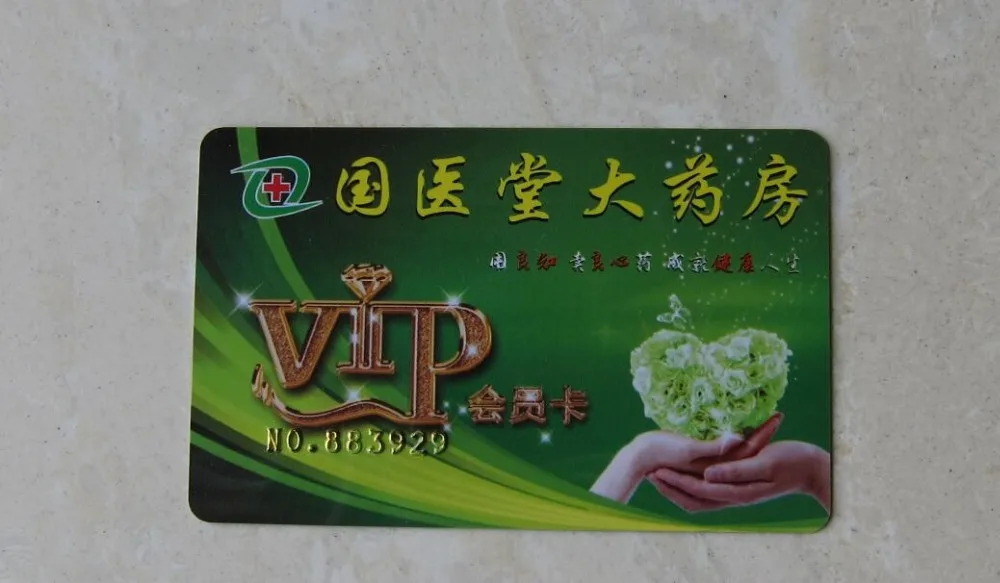 国医堂大药房
用良知 卖良心药 成就健康人生
VIP
会员卡
NO.883929